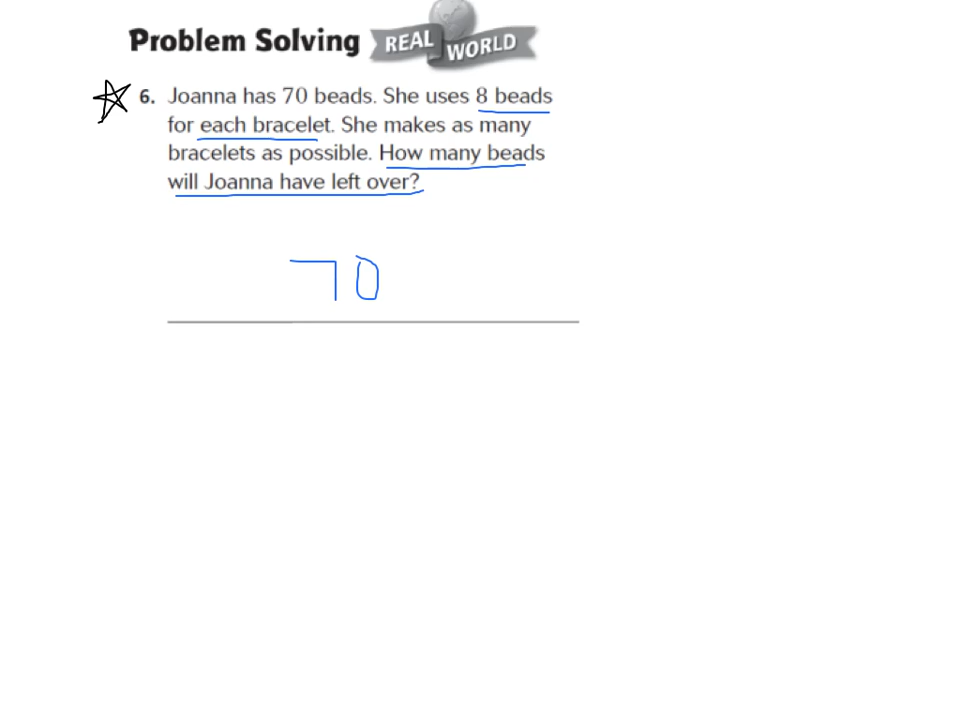 Problem Solving REAL WORLD
6. Joanna has 70 beads. She uses 8 beads
for each bracelet. She makes as many
bracelets as possible. How many beads
will Joanna have left over?
70